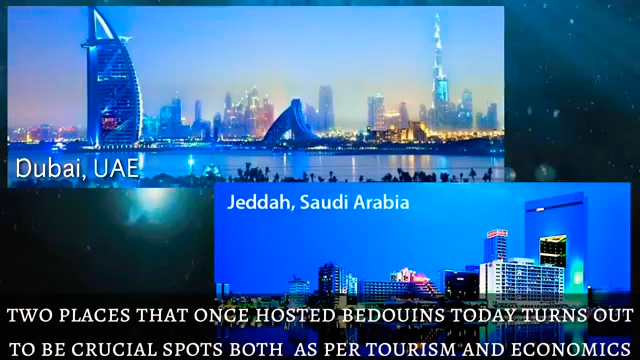 Dubai, UAE
Jeddah, Saudi Arabia
TWO PLACES THAT ONCE HOSTED BEDOUINS TODAY TURNS OUT
TO BE CRUCIAL SPOTS BOTH AS PER TOURISM AND ECONOMICS